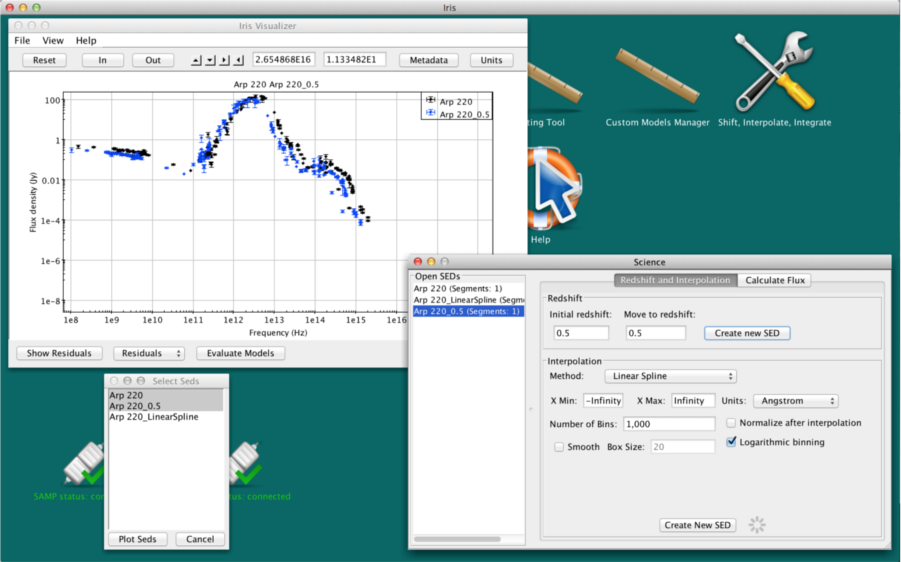 Iris
Iris Visualizer
File View Help
Reset In Out 2.654868E16 1.133482E1 Metadata Units
Arp 220 Arp 220_0.5
Arp 220
Arp 220_0.5
Flux density (Jy)
100
1
0.01
1e-4
1e-6
1e-8
1e8 1e9 1e10 1e11 1e12 1e13 1e14 1e15 1e16
Frequency (Hz)
Show Residuals Residuals Evaluate Models
ting Tool
Custom Models Manager
Shift, Interpolate, Integrate
Help
Select Seds
Arp 220
Arp 220_0.5
Arp 220_LinearSpline
Plot Seds Cancel
SAMP status: con
tus: connected
Science
Open SEDs
Arp 220 (Segments: 1)
Arp 220_LinearSpline (Segm
Arp 220_0.5 (Segments: 1)
Redshift and Interpolation Calculate Flux
Redshift
Initial redshift: Move to redshift:
0.5 0.5 Create new SED
Interpolation
Method: Linear Spline
X Min: -Infinity X Max: Infinity Units: Angstrom
Number of Bins: 1,000 Normalize after interpolation
Smooth Box Size: 20 Logarithmic binning
Create New SED